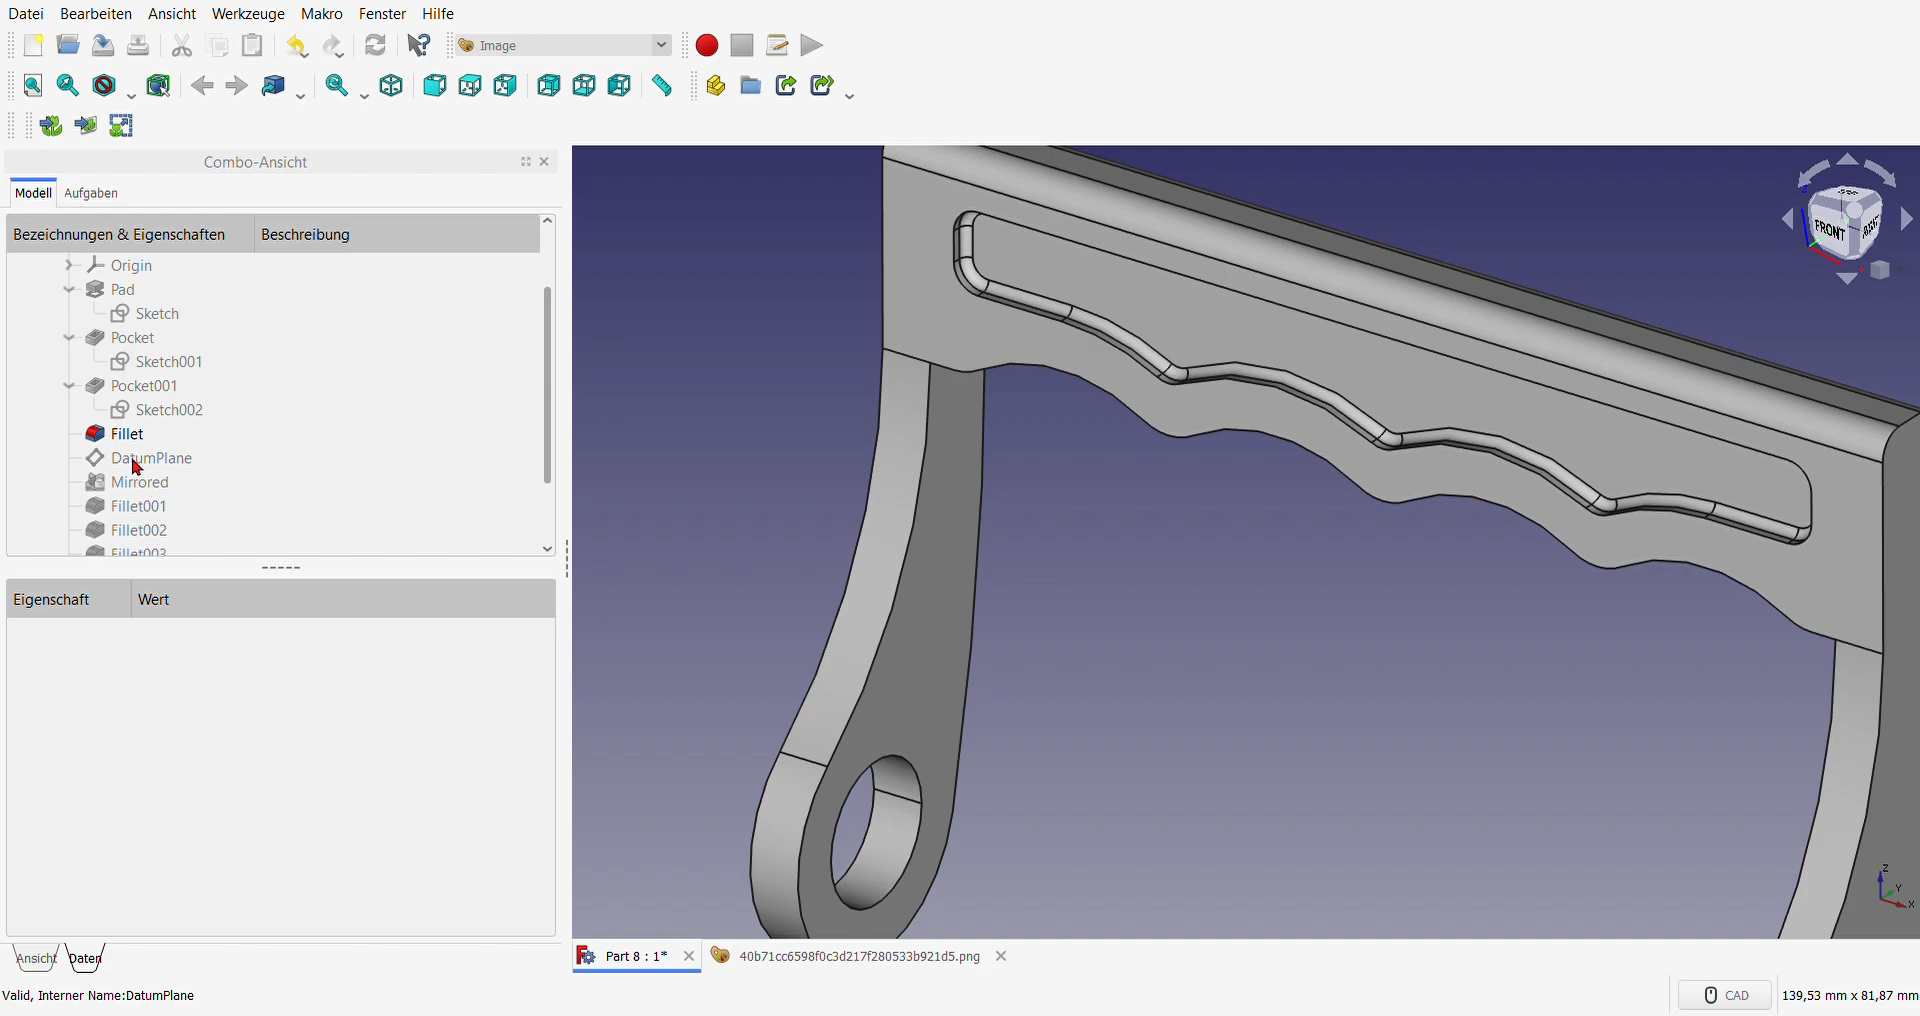 Datei Bearbeiten Ansicht Werkzeuge Makro Fenster Hilfe
Image
Combo-Ansicht
Modell Aufgaben
Bezeichnungen & Eigenschaften Beschreibung
Origin
Pad
Sketch
Pocket
Sketch001
Pocket001
Sketch002
Fillet
DatumPlane
Mirrored
Fillet001
Fillet002
Fillet003
Eigenschaft Wert
Ansicht Daten
FRONT
RIGHT
Z
Y
X
Part 8 : 1*
40b71cc6598f0c3d217f280533b921d5.png
Valid, Interner Name:DatumPlane
CAD
139,53 mm x 81,87 mm